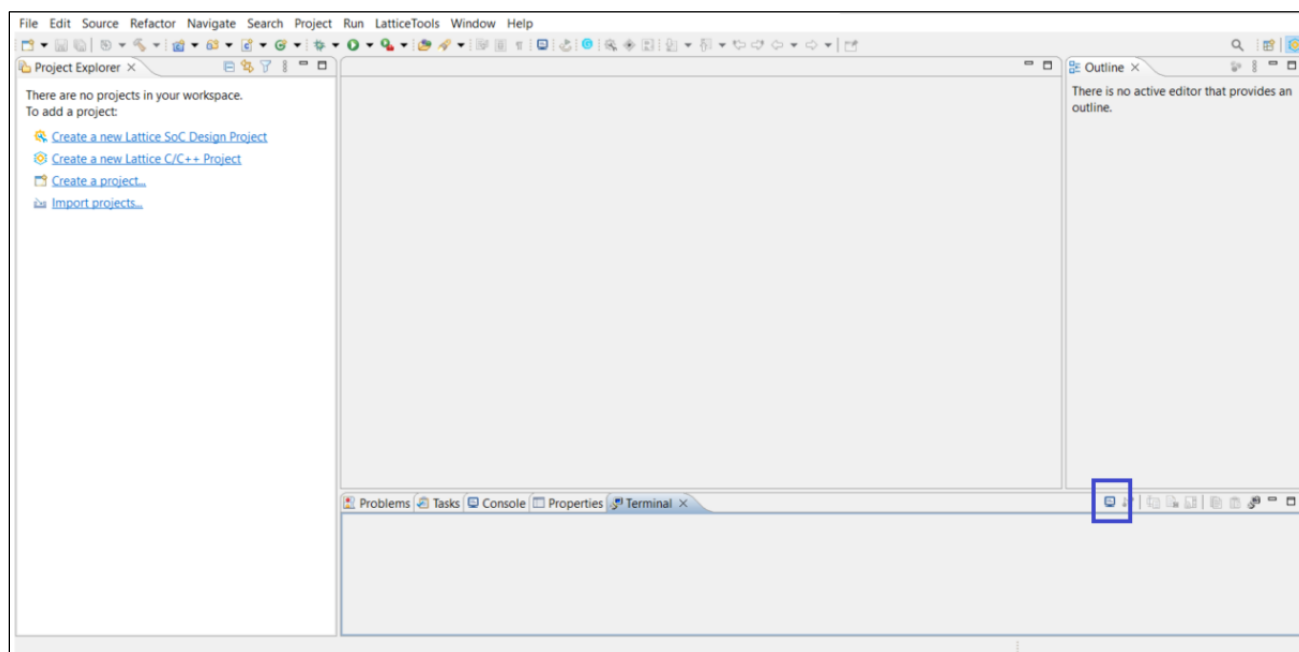 File Edit Source Refactor Navigate Search Project Run LatticeTools Window Help
Project Explorer
Outline
There are no projects in your workspace.
To add a project:
Create a new Lattice SoC Design Project
Create a new Lattice C/C++ Project
Create a project...
Import projects...
There is no active editor that provides an
outline.
Problems Tasks Console Properties Terminal